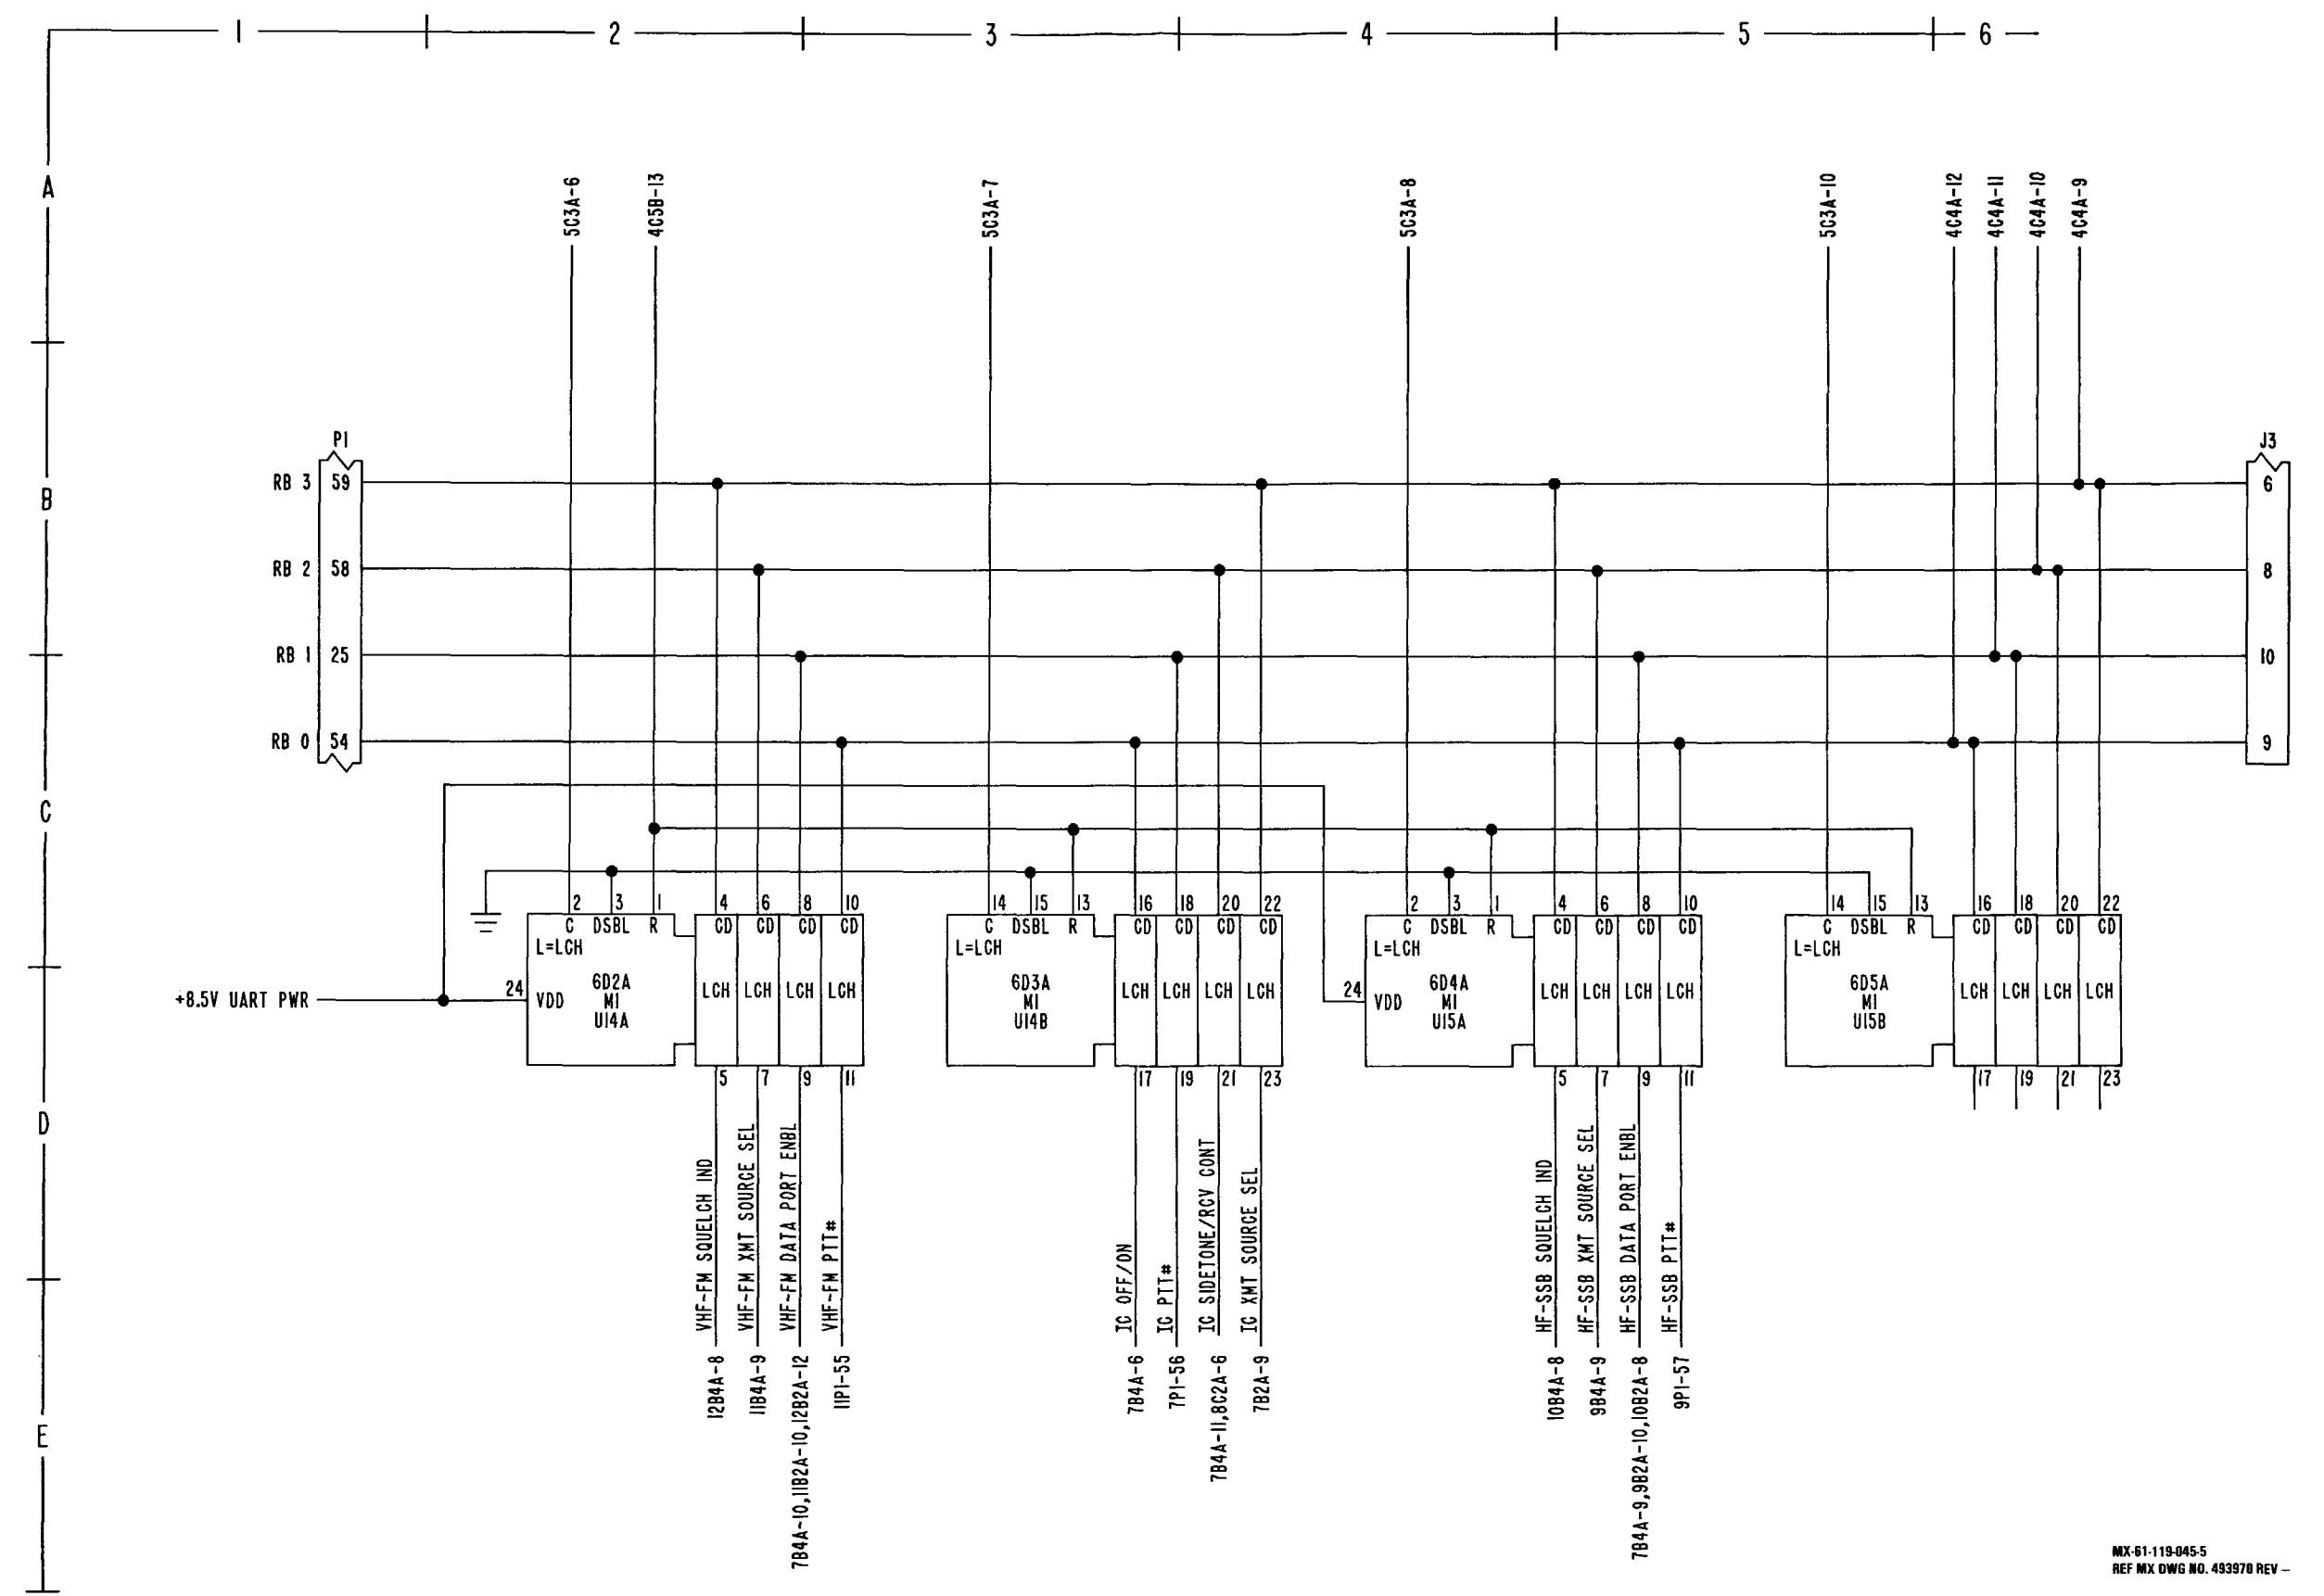 1 2 3 4 5 6
A
B
C
D
E
5C3A-6
4C5B-13
5C3A-7
5C3A-8
5C3A-10
4C4A-12
4C4A-11
4C4A-10
4C4A-9
P1
J3
RB 3 59
6
RB 2 58
8
RB 1 25
10
RB 0 54
9
2 3 1 4 6 8 10
C DSBL R CD CD CD CD
L=LCH
+8.5V UART PWR
24 VDD
6D2A
M1
U14A
LCH LCH LCH LCH
5 7 9 11
14 15 13 16 18 20 22
C DSBL R CD CD CD CD
L=LCH
6D3A
M1
U14B
LCH LCH LCH LCH
17 19 21 23
2 3 1 4 6 8 10
C DSBL R CD CD CD CD
L=LCH
24 VDD
6D4A
M1
U15A
LCH LCH LCH LCH
5 7 9 11
14 15 13 16 18 20 22
C DSBL R CD CD CD CD
L=LCH
6D5A
M1
U15B
LCH LCH LCH LCH
17 19 21 23
VHF-FM SQUELCH IND
12B4A-8
VHF-FM XMT SOURCE SEL
11B4A-9
VHF-FM DATA PORT ENBL
7B4A-10,11B2A-10,12B2A-12
VHF-FM PTT#
11P1-55
IC OFF/ON
7B4A-6
IC PTT#
7P1-56
IC SIDETONE/RCV CONT
7B4A-11,8C2A-6
IC XMT SOURCE SEL
7B2A-9
HF-SSB SQUELCH IND
10B4A-8
HF-SSB XMT SOURCE SEL
9B4A-9
HF-SSB DATA PORT ENBL
7B4A-9,9B2A-10,10B2A-8
HF-SSB PTT#
9P1-57
MX-61-119-045-5
REF MX DWG NO. 493970 REV –